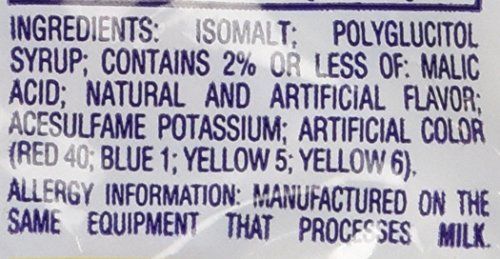 INGREDIENTS: ISOMALT; POLYGLUCITOL
SYRUP; CONTAINS 2% OR LESS OF: MALIC
ACID; NATURAL AND ARTIFICIAL FLAVOR;
ACESULFAME POTASSIUM; ARTIFICIAL COLOR
(RED 40; BLUE 1; YELLOW 5; YELLOW 6).
ALLERGY INFORMATION: MANUFACTURED ON THE
SAME EQUIPMENT THAT PROCESSES MILK.